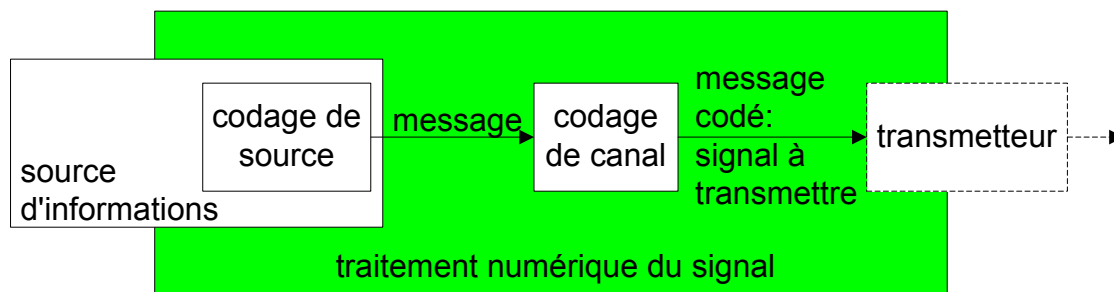 source
d'informations
codage de
source
message
codage
de canal
message
codé:
signal à
transmettre
transmetteur
traitement numérique du signal